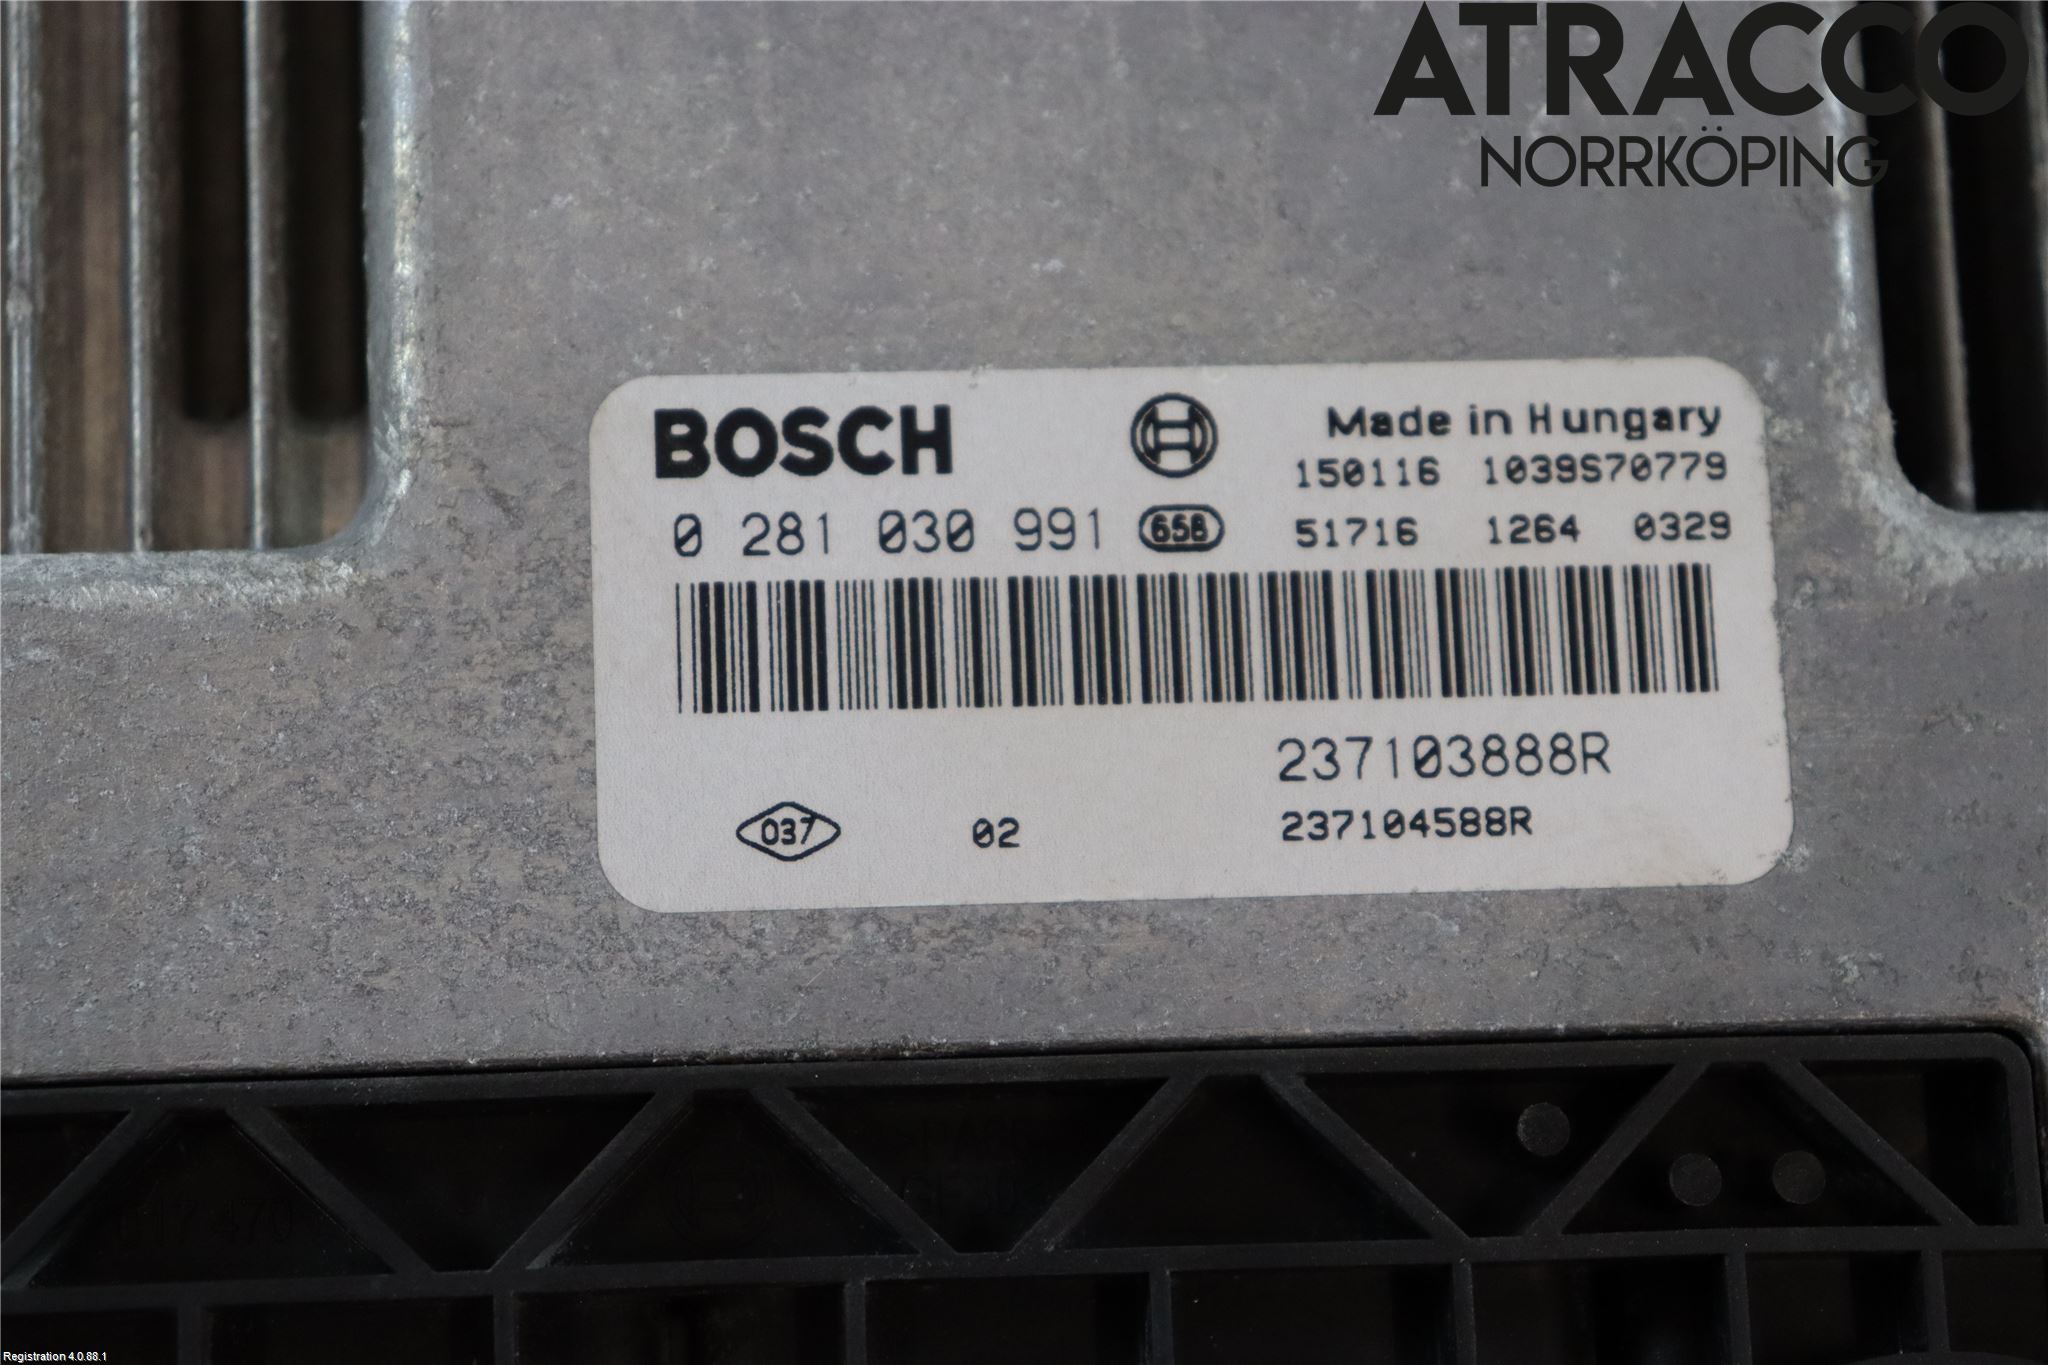 ATRACCO
NORRKÖPING
BOSCH
Made in Hungary
150116 1039S70779
0 281 030 991 658
51716 1264 0329
237103888R
037 02 237104588R
Registration 4.0.88.1